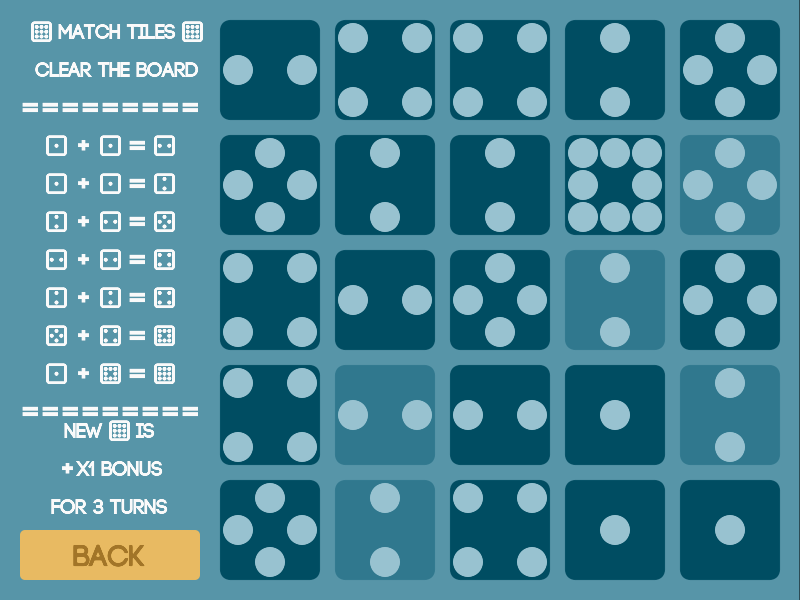 MATCH TILES
CLEAR THE BOARD
==========
+ =
+ =
+ =
+ =
+ =
+ =
+ =
==========
NEW IS
+X1 BONUS
FOR 3 TURNS
BACK